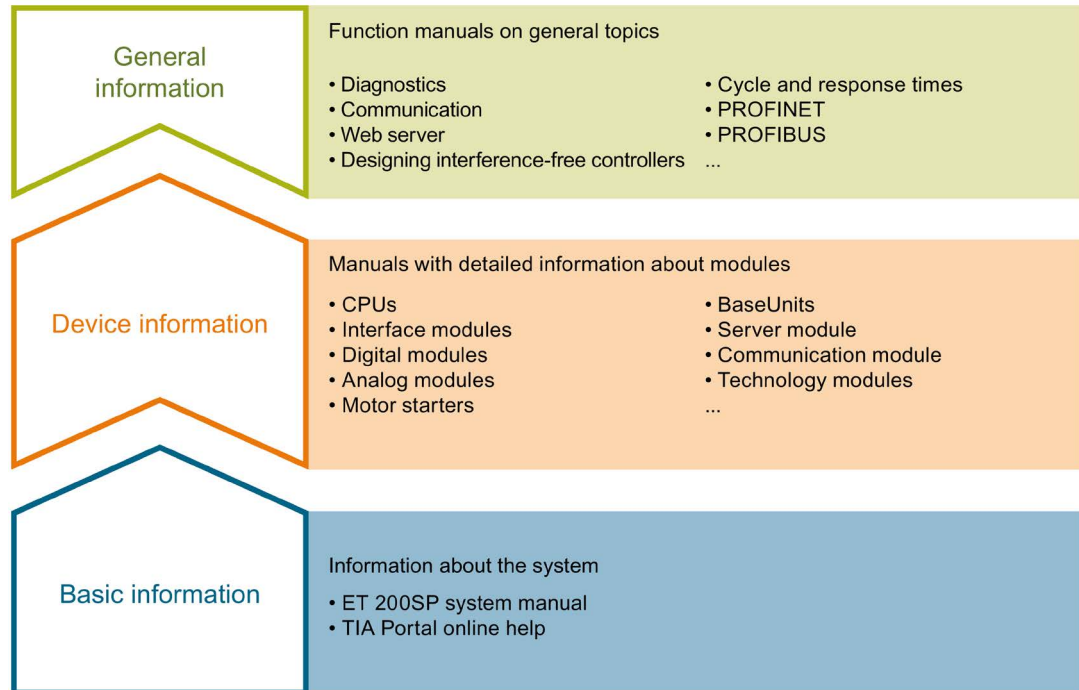 General
information
Function manuals on general topics
• Diagnostics
• Communication
• Web server
• Designing interference-free controllers
• Cycle and response times
• PROFINET
• PROFIBUS
...
Device information
Manuals with detailed information about modules
• CPUs
• Interface modules
• Digital modules
• Analog modules
• Motor starters
• BaseUnits
• Server module
• Communication module
• Technology modules
...
Basic information
Information about the system
• ET 200SP system manual
• TIA Portal online help